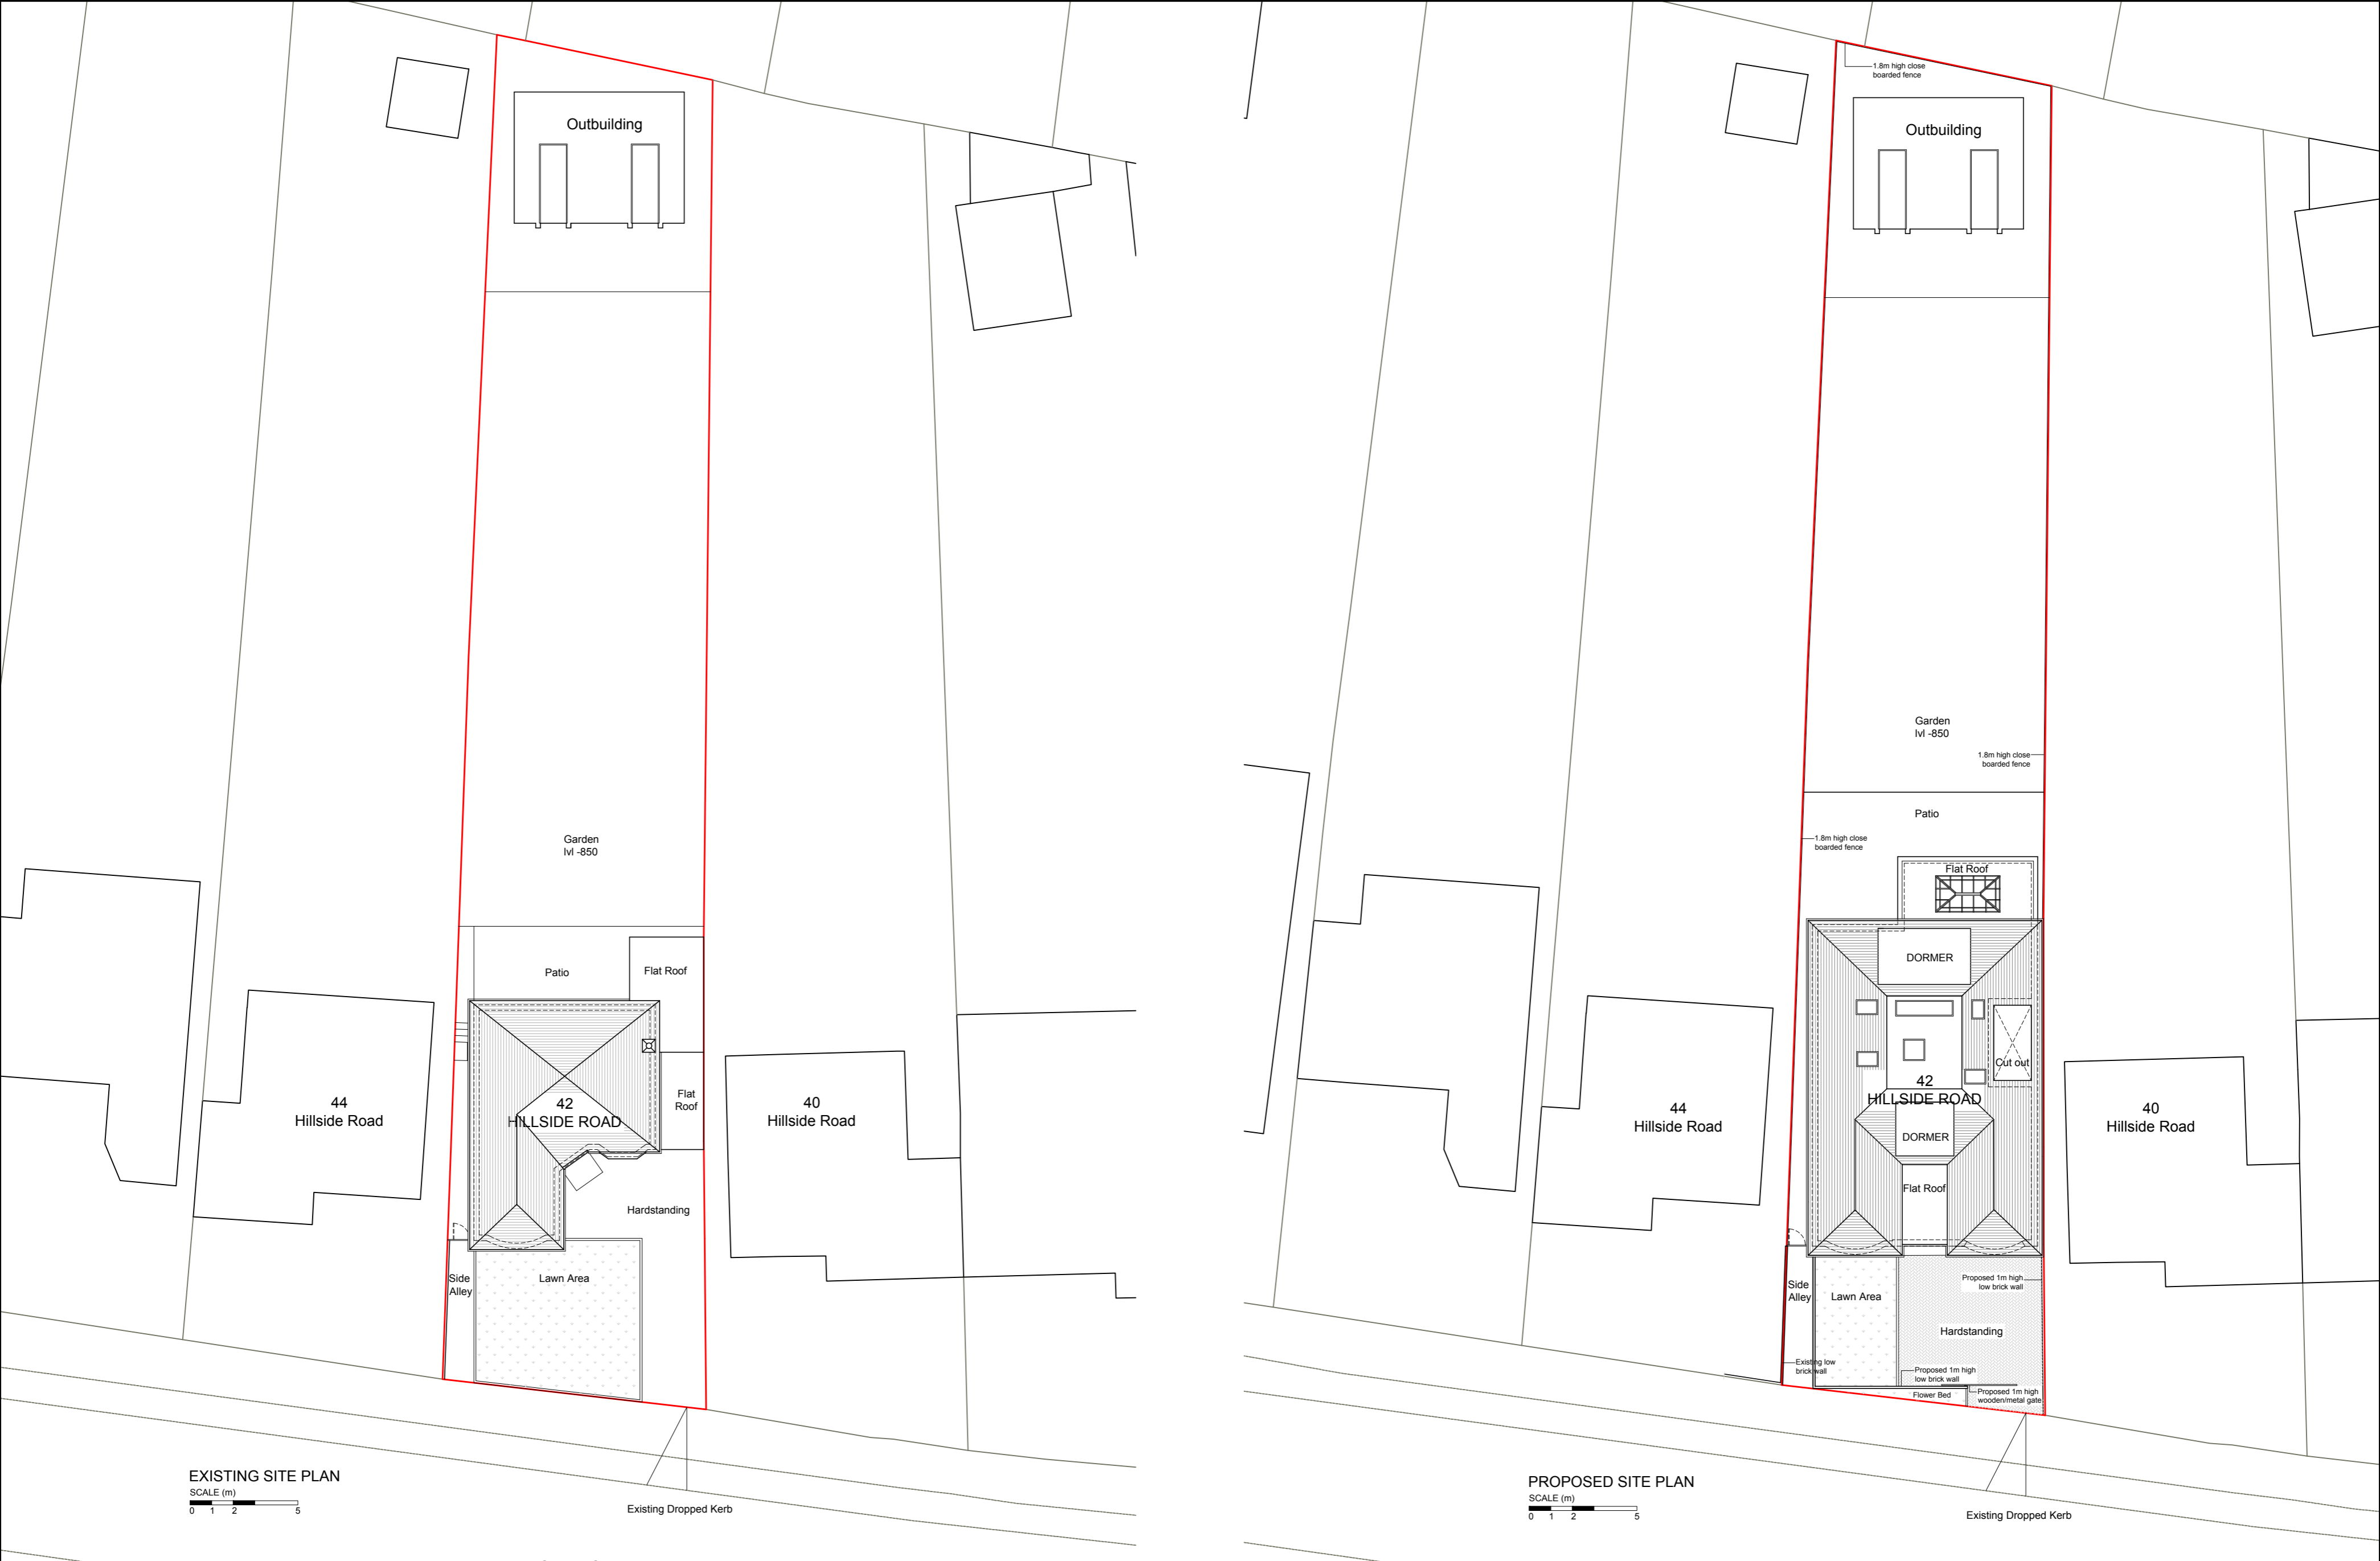 Outbuilding
Garden
lvl -850
Patio
Flat Roof
Flat
Roof
44
Hillside Road
42
HILLSIDE ROAD
40
Hillside Road
Hardstanding
Side
Alley
Lawn Area
EXISTING SITE PLAN
SCALE (m)
0 1 2 5
Existing Dropped Kerb
1.8m high close
boarded fence
Outbuilding
Garden
lvl -850
1.8m high close
boarded fence
Patio
1.8m high close
boarded fence
Flat Roof
DORMER
Cut out
42
HILLSIDE ROAD
44
Hillside Road
40
Hillside Road
DORMER
Flat Roof
Side
Alley
Lawn Area
Proposed 1m high
low brick wall
Hardstanding
Existing low
brick wall
Proposed 1m high
low brick wall
Flower Bed
Proposed 1m high
wooden/metal gate
PROPOSED SITE PLAN
SCALE (m)
0 1 2 5
Existing Dropped Kerb